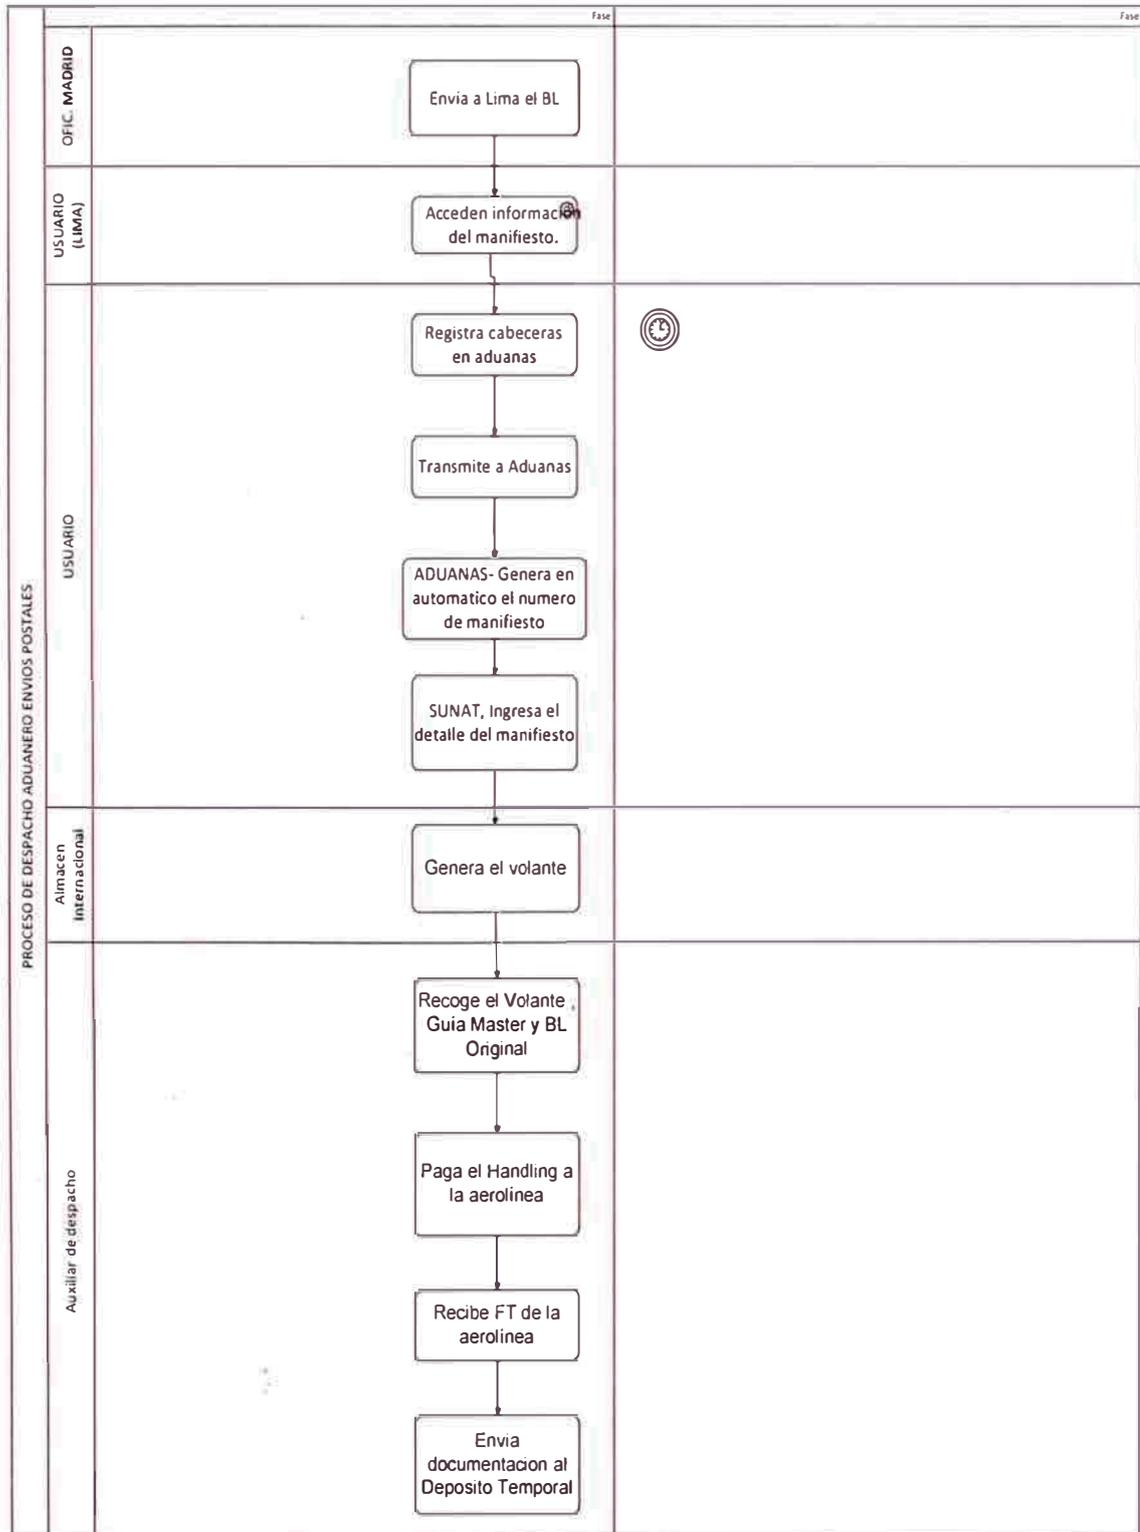 Fase
Fase
PROCESO DE DESPACHO ADUANERO ENVIOS POSTALES
OFIC. MADRID
Envia a Lima el BL
USUARIO
(LIMA)
Acceden información
del manifiesto.
USUARIO
Registra cabeceras
en aduanas
Transmite a Aduanas
ADUANAS- Genera en
automatico el numero
de manifiesto
SUNAT, Ingresa el
detalle del manifiesto
Almacen
internacional
Genera el volante
Auxiliar de despacho
Recoge el Volante ,
Guia Master y BL
Original
Paga el Handling a
la aerolinea
Recibe FT de la
aerolinea
Envia
documentacion al
Deposito Temporal